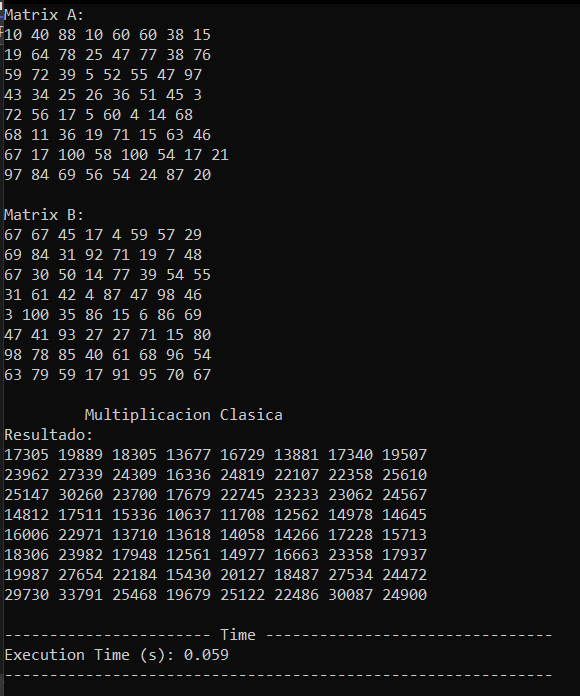 Matrix A:
10 40 88 10 60 60 38 15
19 64 78 25 47 77 38 76
59 72 39 5 52 55 47 97
43 34 25 26 36 51 45 3
72 56 17 5 60 4 14 68
68 11 36 19 71 15 63 46
67 17 100 58 100 54 17 21
97 84 69 56 54 24 87 20
Matrix B:
67 67 45 17 4 59 57 29
69 84 31 92 71 19 7 48
67 30 50 14 77 39 54 55
31 61 42 4 87 47 98 46
3 100 35 86 15 6 86 69
47 41 93 27 27 71 15 80
98 78 85 40 61 68 96 54
63 79 59 17 91 95 70 67
Multiplicacion Clasica
Resultado:
17305 19889 18305 13677 16729 13881 17340 19507
23962 27339 24309 16336 24819 22107 22358 25610
25147 30260 23700 17679 22745 23233 23062 24567
14812 17511 15336 10637 11708 12562 14978 14645
16006 22971 13710 13618 14058 14266 17228 15713
18306 23982 17948 12561 14977 16663 23358 17937
19987 27654 22184 15430 20127 18487 27534 24472
29730 33791 25468 19679 25122 22486 30087 24900
----------------------- Time --------------------------------
Execution Time (s): 0.059
-------------------------------------------------------------